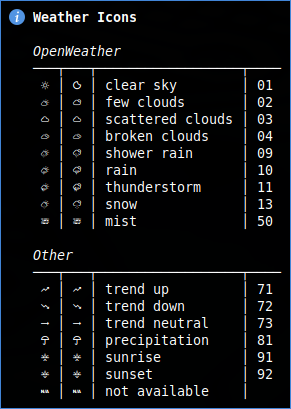 Weather Icons
OpenWeather
clear sky 01
few clouds 02
scattered clouds 03
broken clouds 04
shower rain 09
rain 10
thunderstorm 11
snow 13
mist 50
Other
trend up 71
trend down 72
trend neutral 73
precipitation 81
sunrise 91
sunset 92
N/A N/A not available